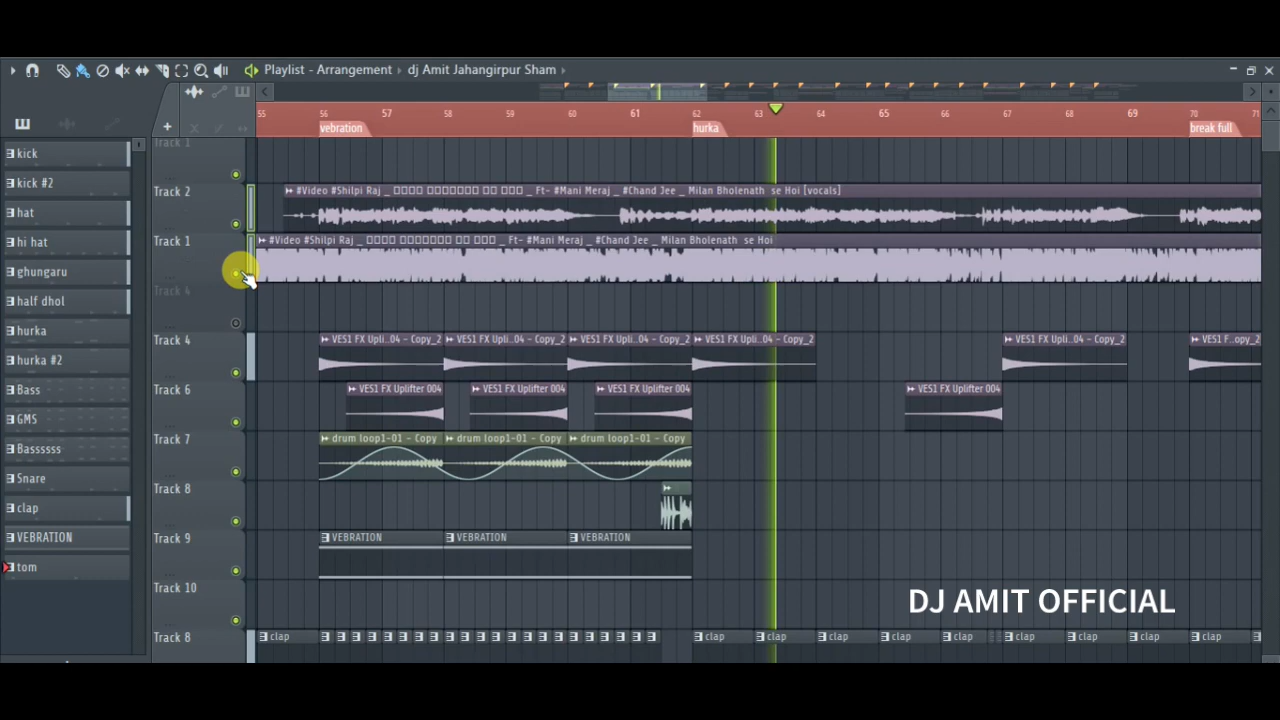 Playlist - Arrangement › dj Amit Jahangirpur Sham ›
55 56 57 58 59 60 61 62 63 64 65 66 67 68 69 70 71
vebration hurka break full
kick
kick #2
hat
hi hat
ghungaru
half dhol
hurka
hurka #2
Bass
GMS
Basssss
Snare
clap
VEBRATION
tom
Track 1
Track 2
#Video #Shilpi Raj _ □□□□ □□□□□□□ □□ □□□ _ Ft- #Mani Meraj _ #Chand Jee _ Milan Bholenath se Hoi [vocals]
Track 1
#Video #Shilpi Raj _ □□□□ □□□□□□□ □□ □□□ _ Ft- #Mani Meraj _ #Chand Jee _ Milan Bholenath se Hoi
Track 4
Track 4
VES1 FX Upli..04 - Copy_2 VES1 FX Upli..04 - Copy_2 VES1 FX Upli..04 - Copy_2 VES1 FX Upli..04 - Copy_2 VES1 FX Upli..04 - Copy_2 VES1 F..opy_2
Track 6
VES1 FX Uplifter 004 VES1 FX Uplifter 004 VES1 FX Uplifter 004 VES1 FX Uplifter 004
Track 7
drum loop1-01 - Copy drum loop1-01 - Copy drum loop1-01 - Copy
Track 8
Track 9
VEBRATION VEBRATION VEBRATION
Track 10
DJ AMIT OFFICIAL
Track 8
clap clap clap clap clap clap clap clap clap clap